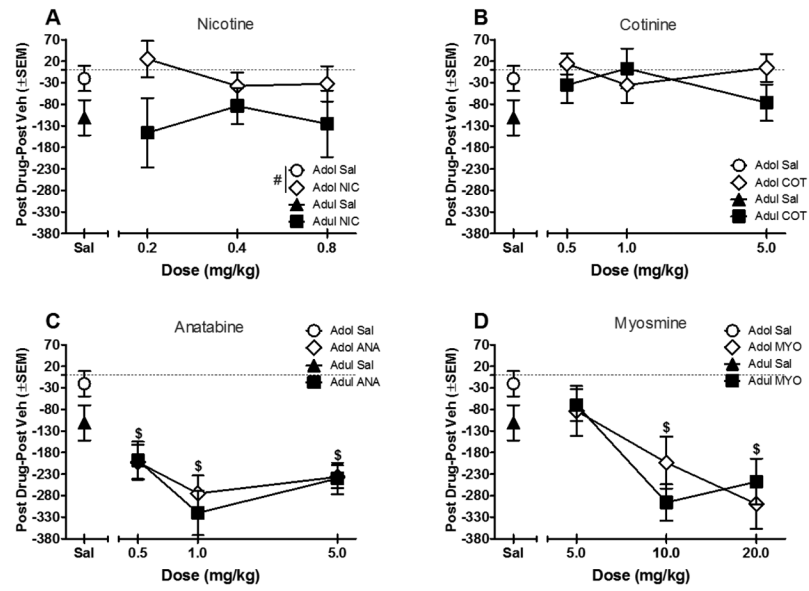 A
Nicotine
Post Drug-Post Veh (±SEM)
70
20
-30
-80
-130
-180
-230
-280
-330
-380
#
Adol Sal
Adol NIC
Adul Sal
Adul NIC
Sal
0.2
0.4
0.8
Dose (mg/kg)
B
Cotinine
Post Drug-Post Veh (±SEM)
70
20
-30
-80
-130
-180
-230
-280
-330
-380
Adol Sal
Adol COT
Adul Sal
Adul COT
Sal
0.5
1.0
5.0
Dose (mg/kg)
C
Anatabine
Post Drug-Post Veh (±SEM)
70
20
-30
-80
-130
-180
-230
-280
-330
-380
Adol Sal
Adol ANA
Adul Sal
Adul ANA
$
$
$
Sal
0.5
1.0
5.0
Dose (mg/kg)
D
Myosmine
Post Drug-Post Veh (±SEM)
70
20
-30
-80
-130
-180
-230
-280
-330
-380
Adol Sal
Adol MYO
Adul Sal
Adul MYO
$
$
Sal
5.0
10.0
20.0
Dose (mg/kg)